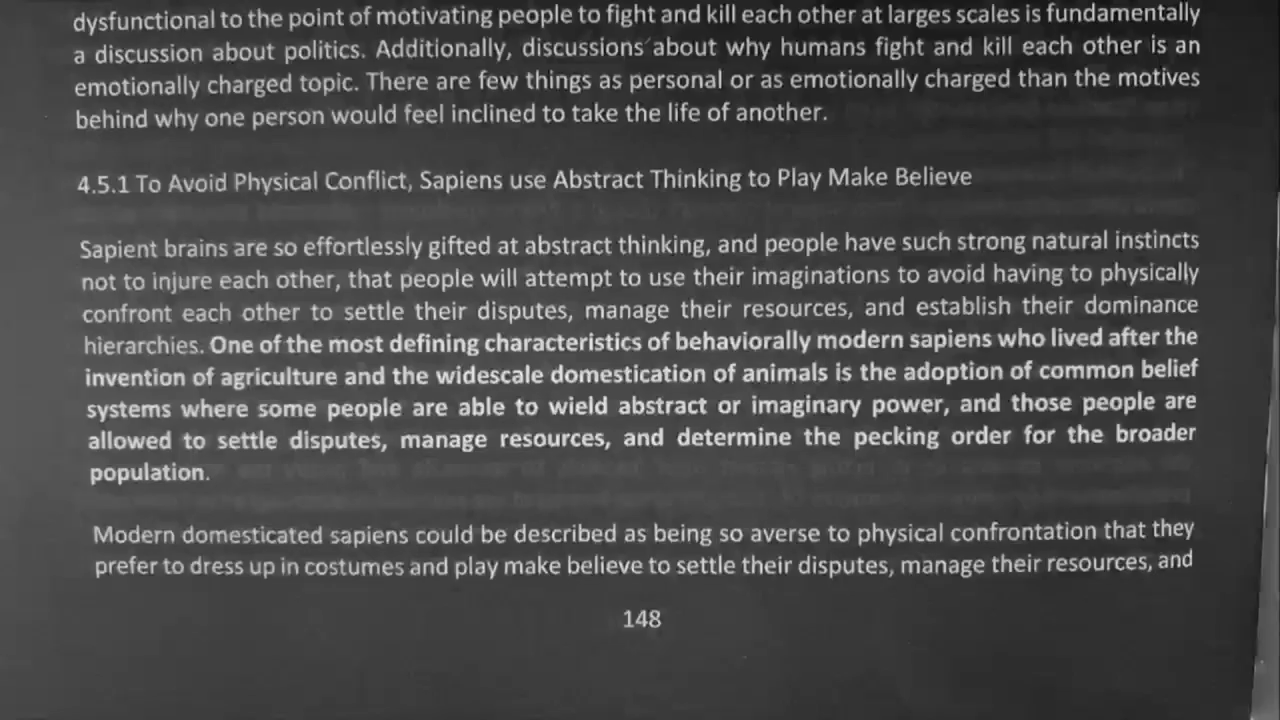 dysfunctional to the point of motivating people to fight and kill each other at larges scales is fundamentally
a discussion about politics. Additionally, discussions about why humans fight and kill each other is an
emotionally charged topic. There are few things as personal or as emotionally charged than the motives
behind why one person would feel inclined to take the life of another.
4.5.1 To Avoid Physical Conflict, Sapiens use Abstract Thinking to Play Make Believe
Sapient brains are so effortlessly gifted at abstract thinking, and people have such strong natural instincts
not to injure each other, that people will attempt to use their imaginations to avoid having to physically
confront each other to settle their disputes, manage their resources, and establish their dominance
hierarchies. One of the most defining characteristics of behaviorally modern sapiens who lived after the
invention of agriculture and the widescale domestication of animals is the adoption of common belief
systems where some people are able to wield abstract or imaginary power, and those people are
allowed to settle disputes, manage resources, and determine the pecking order for the broader
population.
Modern domesticated sapiens could be described as being so averse to physical confrontation that they
prefer to dress up in costumes and play make believe to settle their disputes, manage their resources, and
148